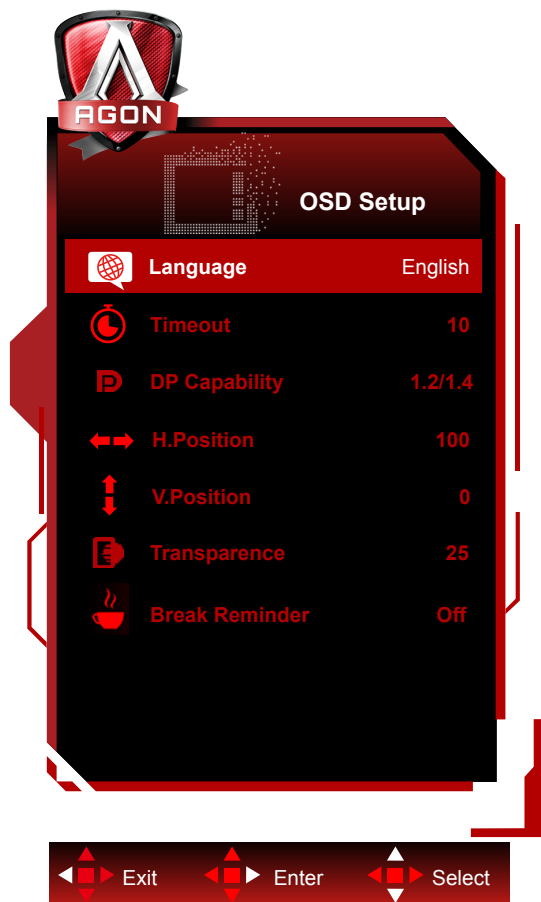 AGON
OSD Setup
Language English
Timeout 10
DP Capability 1.2/1.4
H.Position 100
V.Position 0
Transparence 25
Break Reminder Off
Exit Enter Select